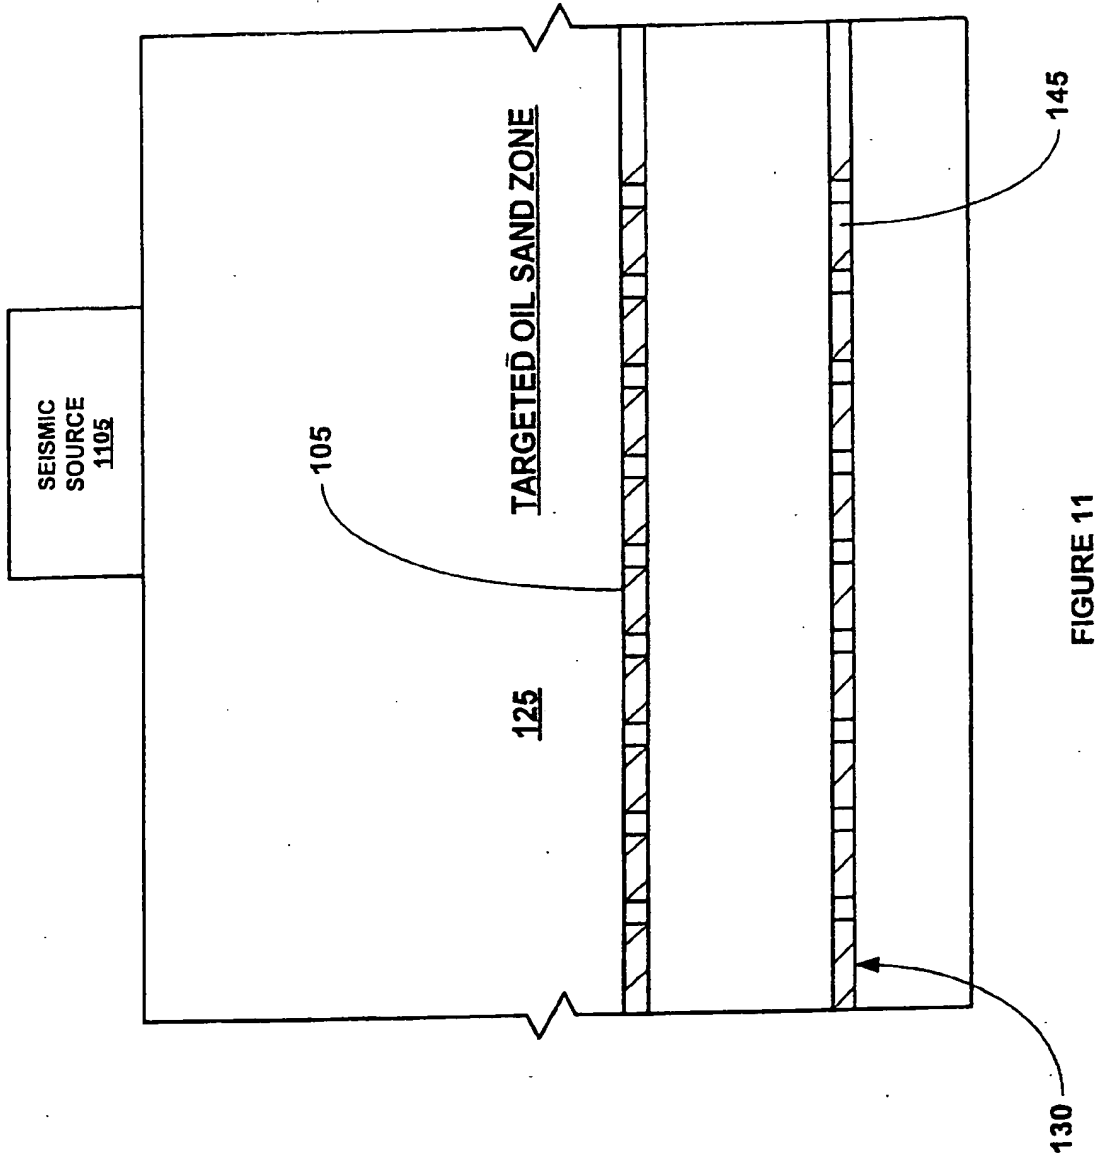 SEISMIC
SOURCE
1105
105
TARGETED OIL SAND ZONE
125
145
130
FIGURE 11